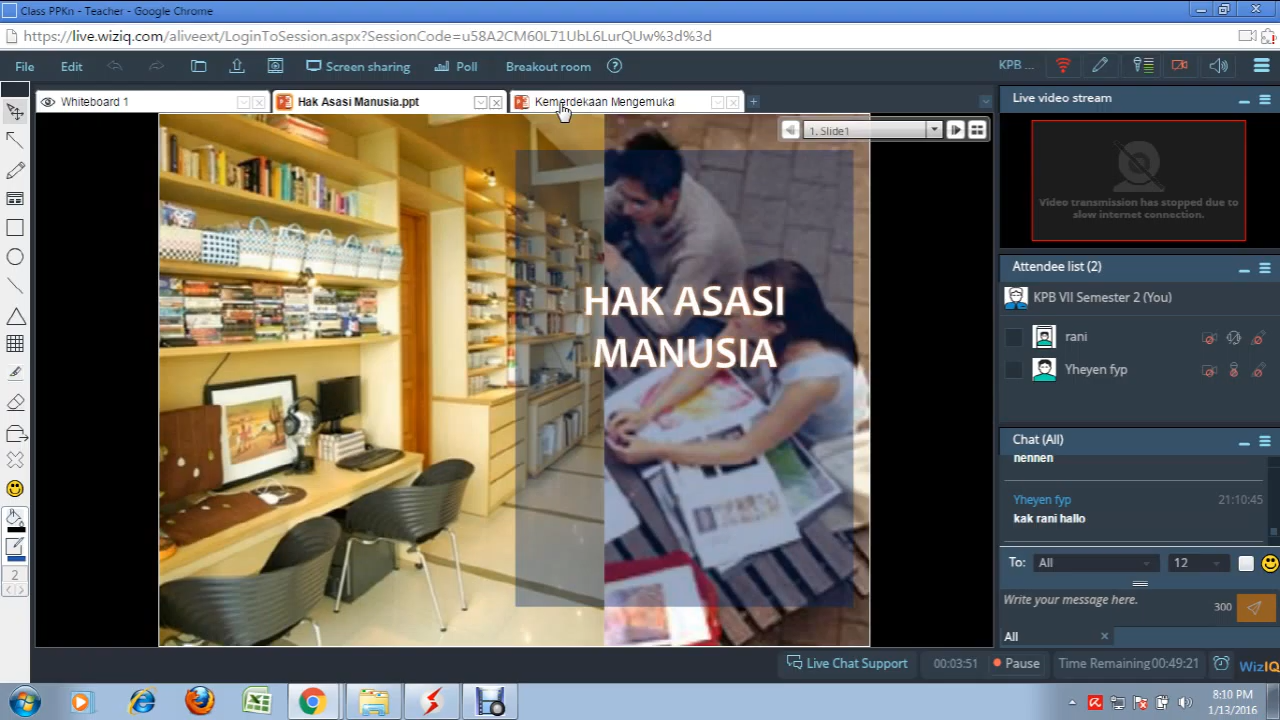 Class PPKn - Teacher - Google Chrome
https://live.wiziq.com/aliveext/LoginToSession.aspx?SessionCode=u58A2CM60L71UbL6LurQUw%3d%3d
File Edit Screen sharing Poll Breakout room KPB ...
Whiteboard 1 Hak Asasi Manusia.ppt Kemerdekaan Mengemuka
1. Slide1
HAK ASASI
MANUSIA
Live video stream
Video transmission has stopped due to
slow internet connection.
Attendee list (2)
KPB VII Semester 2 (You)
rani
Yheyen fyp
Chat (All)
nennen
Yheyen fyp 21:10:45
kak rani hallo
To: All 12
Write your message here.
300
All
2
Live Chat Support 00:03:51 Pause Time Remaining 00:49:21 WizIQ
8:10 PM
1/13/2016